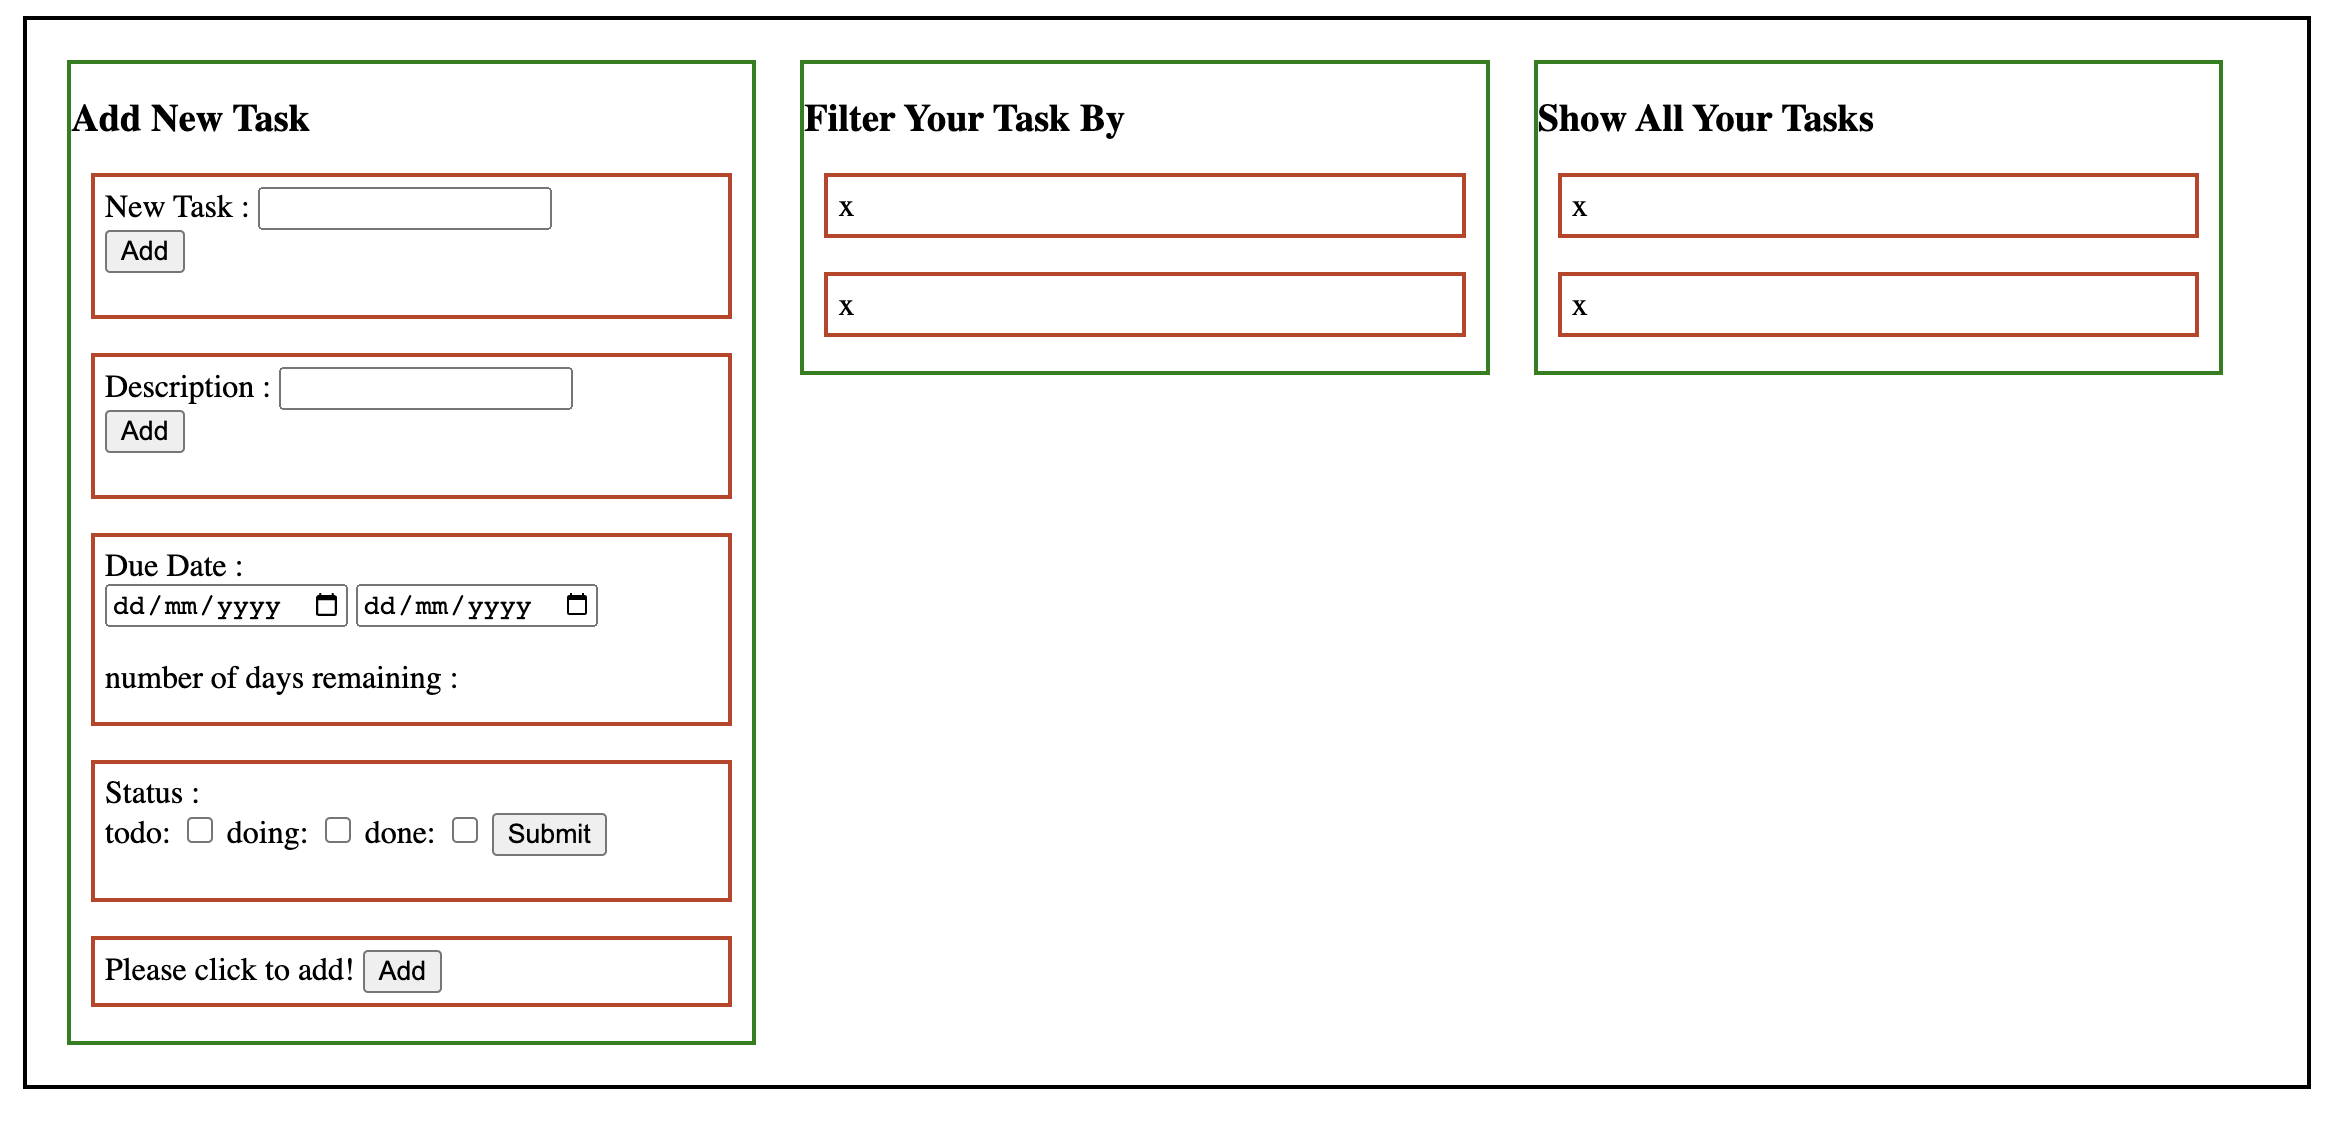 Add New Task
New Task :
Add
Description :
Add
Due Date :
dd/mm/yyyy dd/mm/yyyy
number of days remaining :
Status :
todo: doing: done: Submit
Please click to add! Add
Filter Your Task By
x
x
Show All Your Tasks
x
x